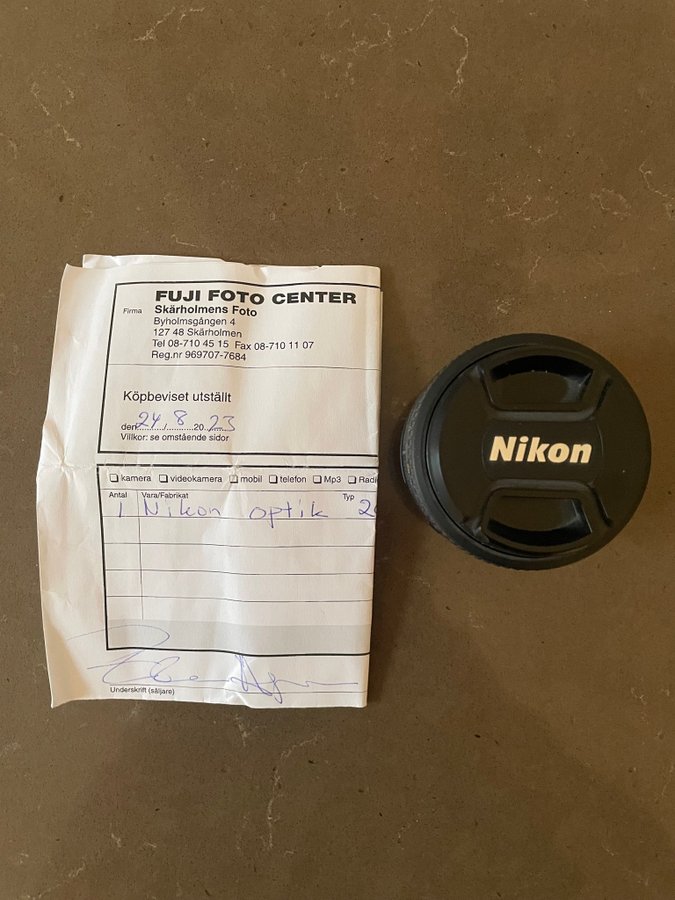 FUJI FOTO CENTER
Firma Skärholmens Foto
Byholmsgången 4
127 48 Skärholmen
Tel 08-710 45 15 Fax 08-710 11 07
Reg.nr 969707-7684
Köpbeviset utställt
den 24 / 8 20 23
Villkor: se omstående sidor
kamera videokamera mobil telefon Mp3 Radi
Antal Vara/Fabrikat Typ
1 Nikon optik
Underskrift (säljare)
Nikon